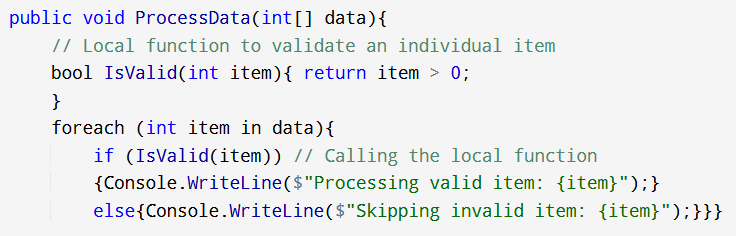 public void ProcessData(int[] data){
// Local function to validate an individual item
bool IsValid(int item){ return item > 0;
}
foreach (int item in data){
if (IsValid(item)) // Calling the local function
{Console.WriteLine($"Processing valid item: {item}");}
else{Console.WriteLine($"Skipping invalid item: {item}");}}}